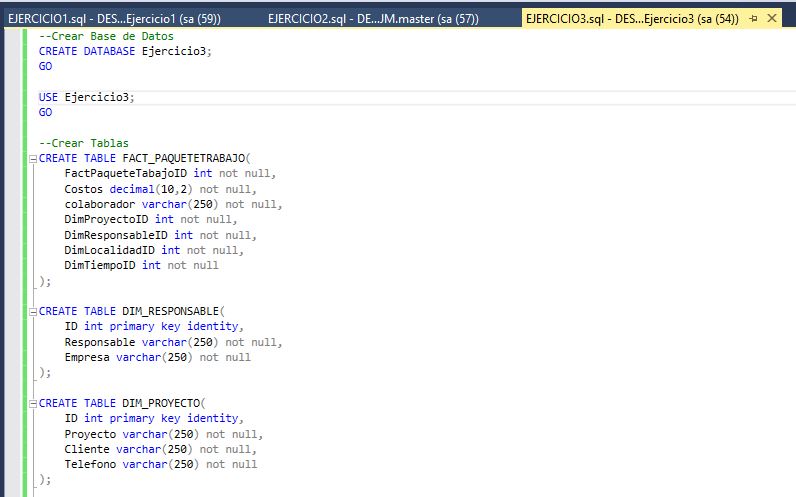 EJERCICIO1.sql - DES...Ejercicio1 (sa (59))
EJERCICIO2.sql - DE...JM.master (sa (57))
EJERCICIO3.sql - DES...Ejercicio3 (sa (54))
--Crear Base de Datos
CREATE DATABASE Ejercicio3;
GO
USE Ejercicio3;
GO
--Crear Tablas
CREATE TABLE FACT_PAQUETETRABAJO(
FactPaqueteTabajoID int not null,
Costos decimal(10,2) not null,
colaborador varchar(250) not null,
DimProyectoID int not null,
DimResponsableID int not null,
DimLocalidadID int not null,
DimTiempoID int not null
);
CREATE TABLE DIM_RESPONSABLE(
ID int primary key identity,
Responsable varchar(250) not null,
Empresa varchar(250) not null
);
CREATE TABLE DIM_PROYECTO(
ID int primary key identity,
Proyecto varchar(250) not null,
Cliente varchar(250) not null,
Telefono varchar(250) not null
);